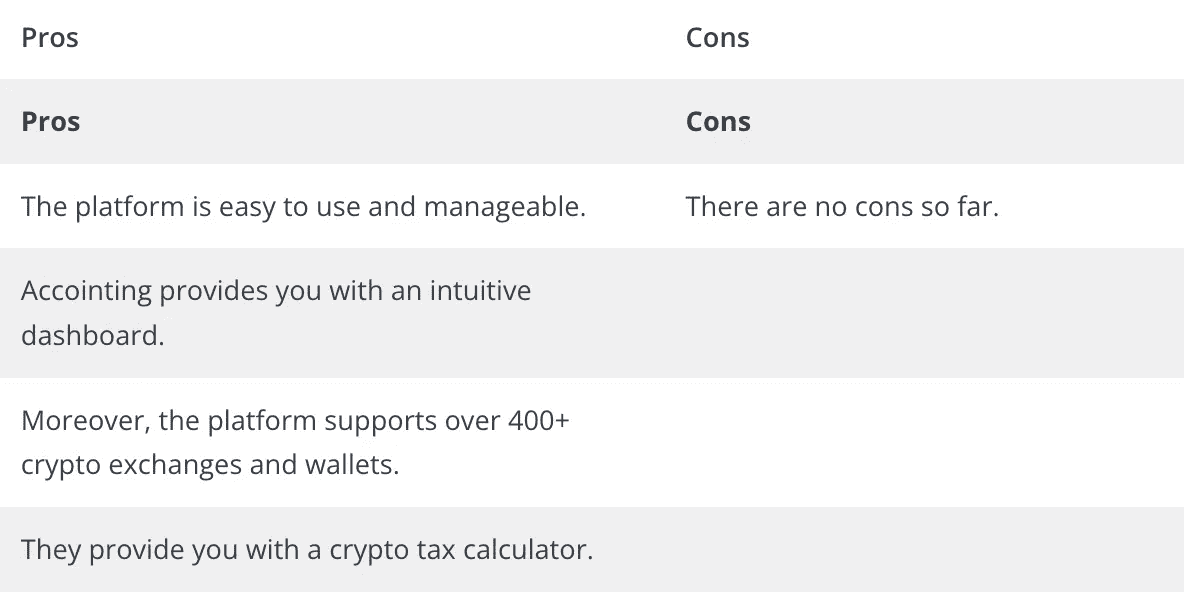 Pros Cons
Pros Cons
The platform is easy to use and manageable. There are no cons so far.
Accointing provides you with an intuitive
dashboard.
Moreover, the platform supports over 400+
crypto exchanges and wallets.
They provide you with a crypto tax calculator.